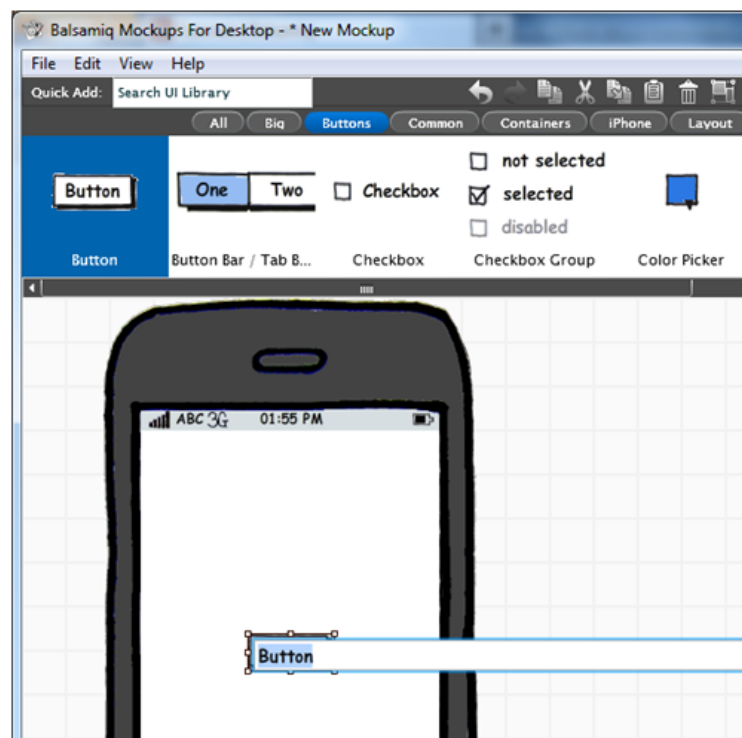 Balsamiq Mockups For Desktop - * New Mockup
File Edit View Help
Quick Add: Search UI Library
All Big Buttons Common Containers iPhone Layout
Button
One Two
Checkbox
not selected
selected
disabled
Button
Button Bar / Tab B...
Checkbox
Checkbox Group
Color Picker
ABC 3G 01:55 PM
Button